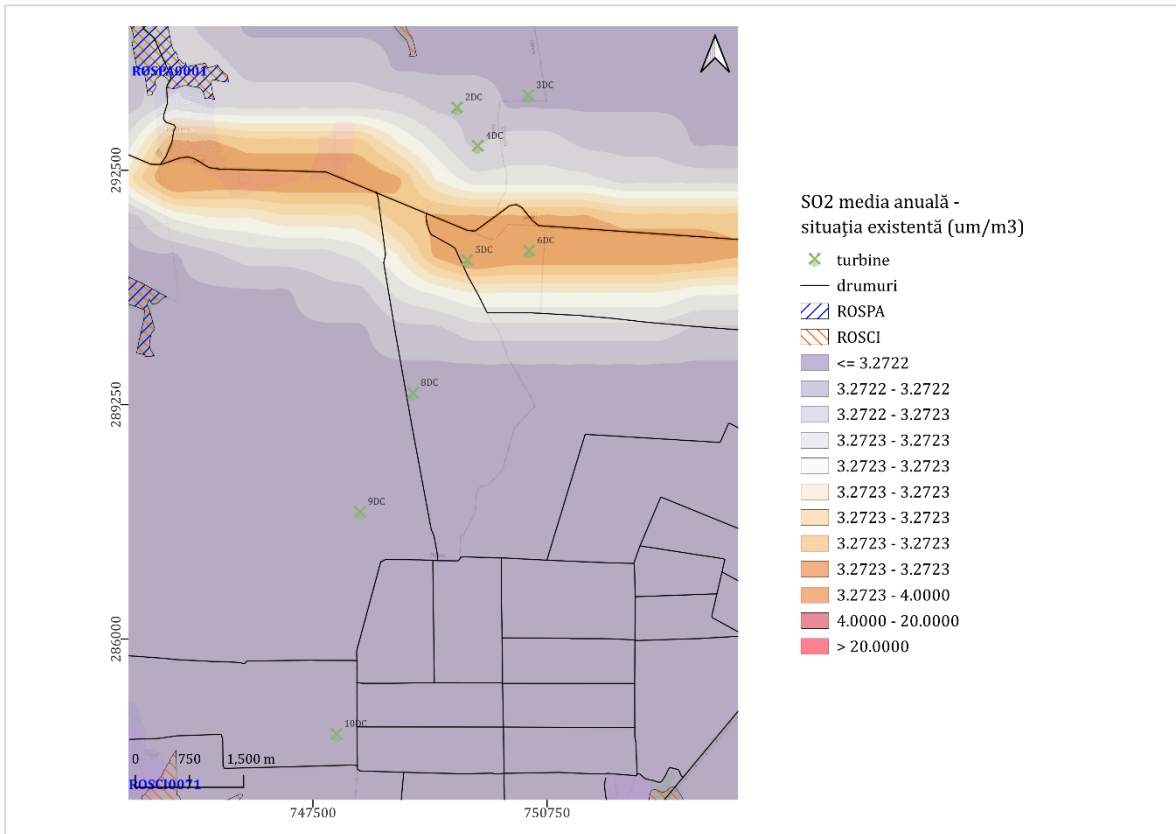 ROSPA0001
2DC
3DC
4DC
5DC
6DC
8DC
9DC
10DC
0 750 1,500 m
ROSCI0071
292500
289250
286000
747500 750750
SO2 media anuală -
situația existentă (um/m3)
turbine
drumuri
ROSPA
ROSCI
<= 3.2722
3.2722 - 3.2722
3.2722 - 3.2723
3.2723 - 3.2723
3.2723 - 3.2723
3.2723 - 3.2723
3.2723 - 3.2723
3.2723 - 3.2723
3.2723 - 3.2723
3.2723 - 4.0000
4.0000 - 20.0000
> 20.0000